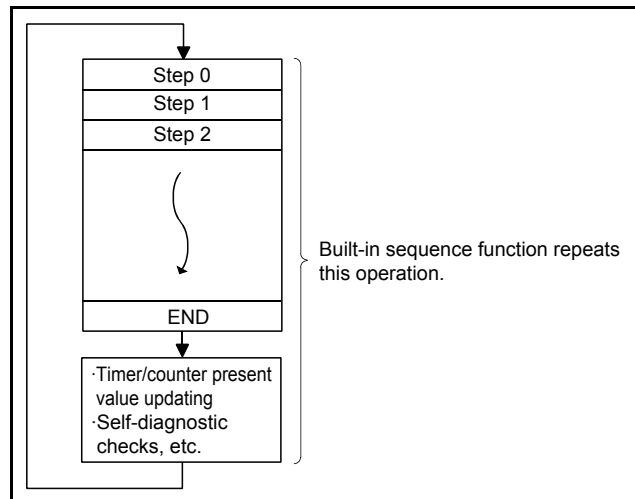 Step 0
Step 1
Step 2
END
·Timer/counter present
value updating
·Self-diagnostic
checks, etc.
Built-in sequence function repeats
this operation.